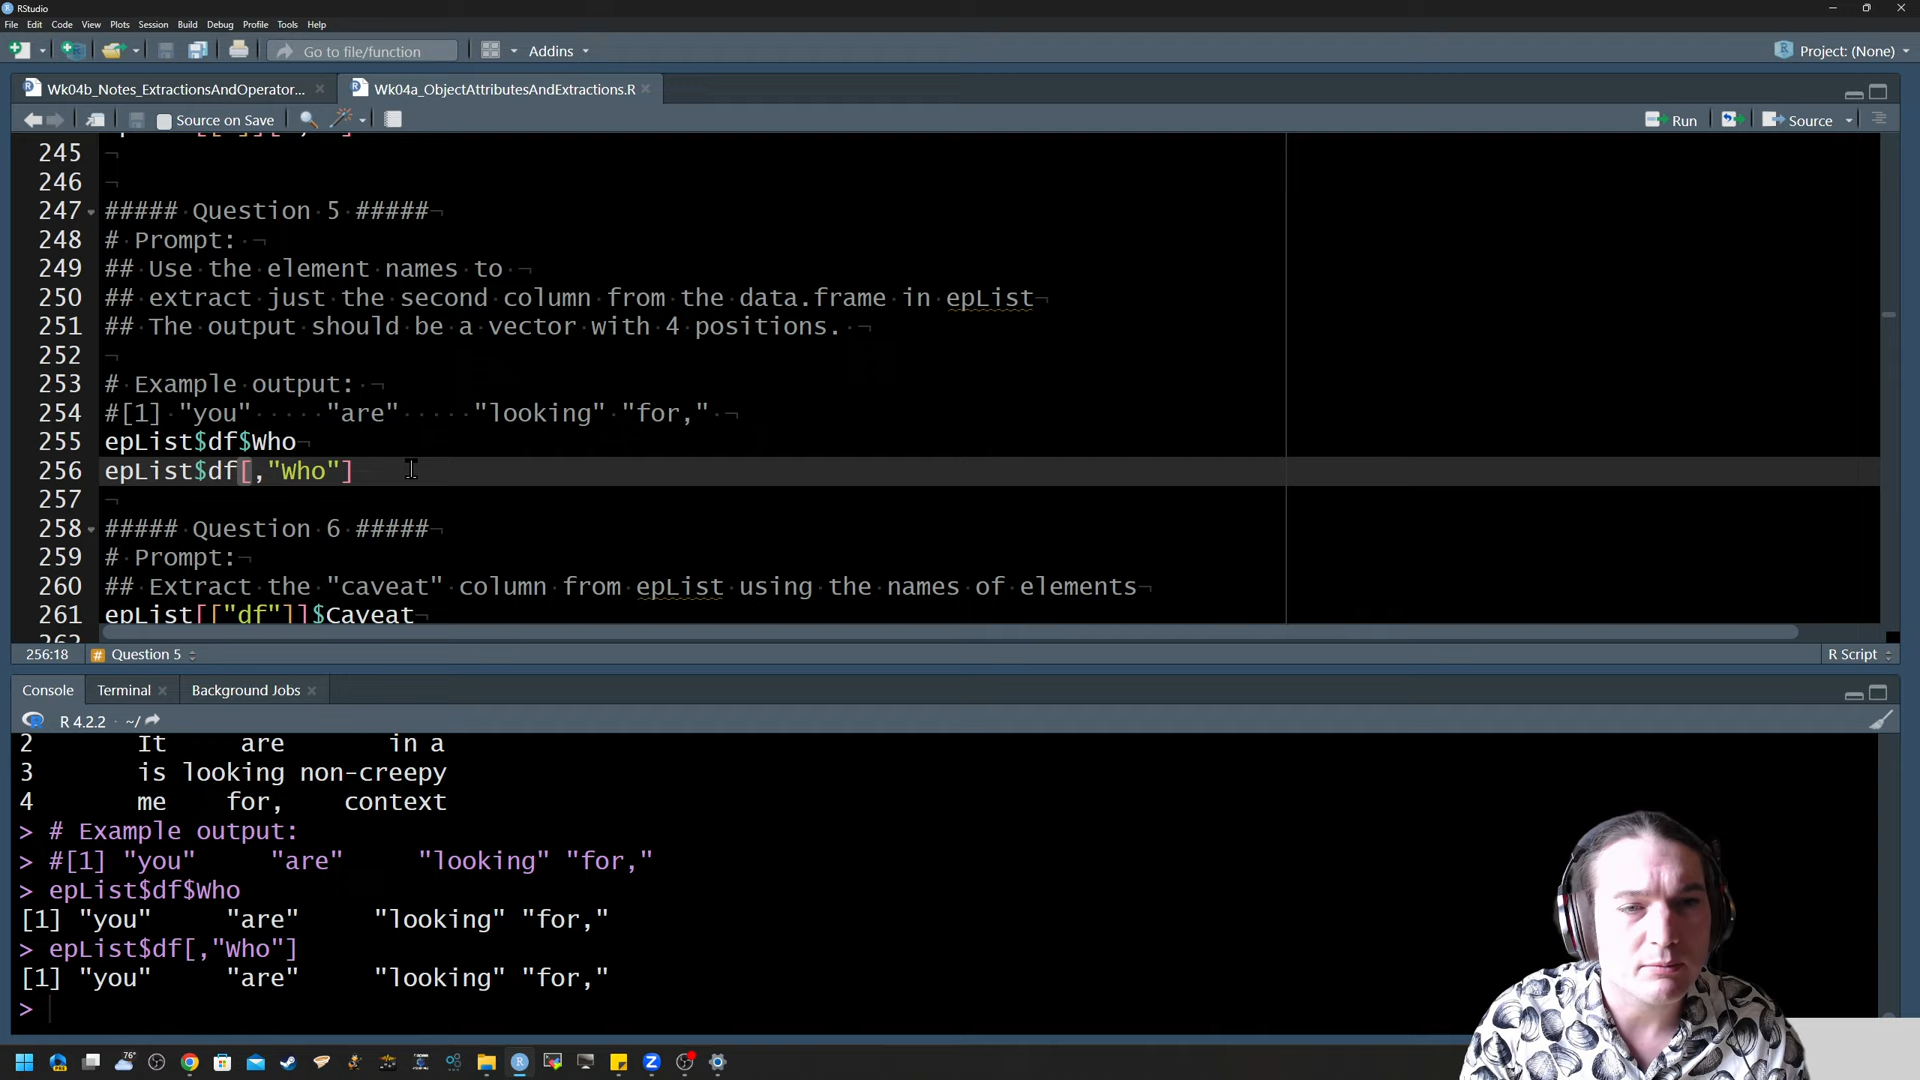 RStudio
File Edit Code View Plots Session Build Debug Profile Tools Help
Go to file/function Addins Project: (None)
Wk04b_Notes_ExtractionsAndOperator... Wk04a_ObjectAttributesAndExtractions.R
Source on Save Run Source
245
246
247 ##### Question 5 #####
248 # Prompt:
249 ## Use the element names to
250 ## extract just the second column from the data.frame in epList
251 ## The output should be a vector with 4 positions.
252
253 # Example output:
254 #[1] "you" "are" "looking" "for,"
255 epList$df$Who
256 epList$df[,"Who"]
257
258 ##### Question 6 #####
259 # Prompt:
260 ## Extract the "caveat" column from epList using the names of elements
261 epList[["df"]]$Caveat
256:18 Question 5 R Script
Console Terminal Background Jobs
R 4.2.2 · ~/
2 It are in a
3 is looking non-creepy
4 me for, context
> # Example output:
> #[1] "you" "are" "looking" "for,"
> epList$df$Who
[1] "you" "are" "looking" "for,"
> epList$df[,"Who"]
[1] "you" "are" "looking" "for,"
>
76°